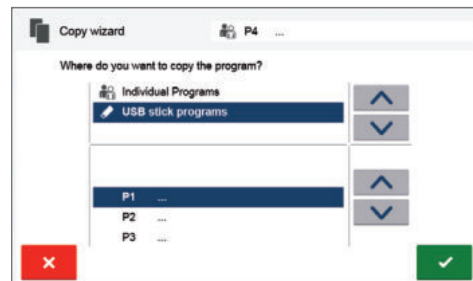 Copy wizard P4 ...
Where do you want to copy the program?
Individual Programs
USB stick programs
P1 ...
P2 ...
P3 ...